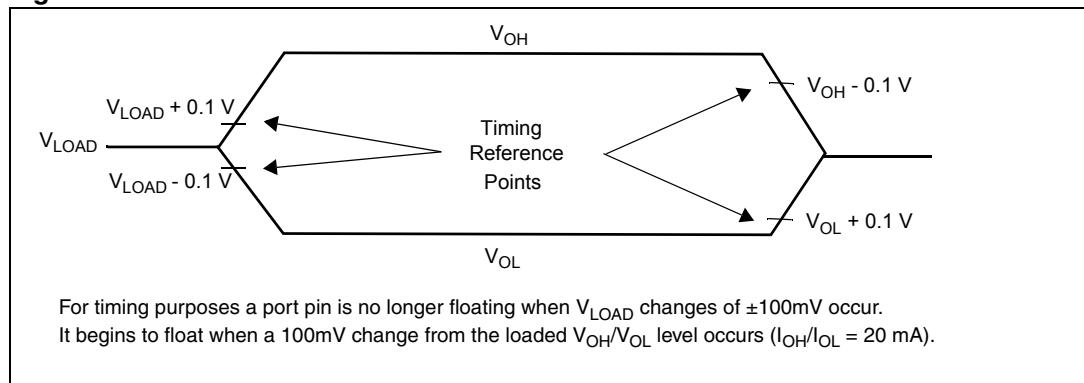 V_OH
V_LOAD + 0.1 V
V_OH - 0.1 V
V_LOAD
Timing
Reference
Points
V_LOAD - 0.1 V
V_OL + 0.1 V
V_OL
For timing purposes a port pin is no longer floating when V_LOAD changes of ±100mV occur.
It begins to float when a 100mV change from the loaded V_OH/V_OL level occurs (I_OH/I_OL = 20 mA).